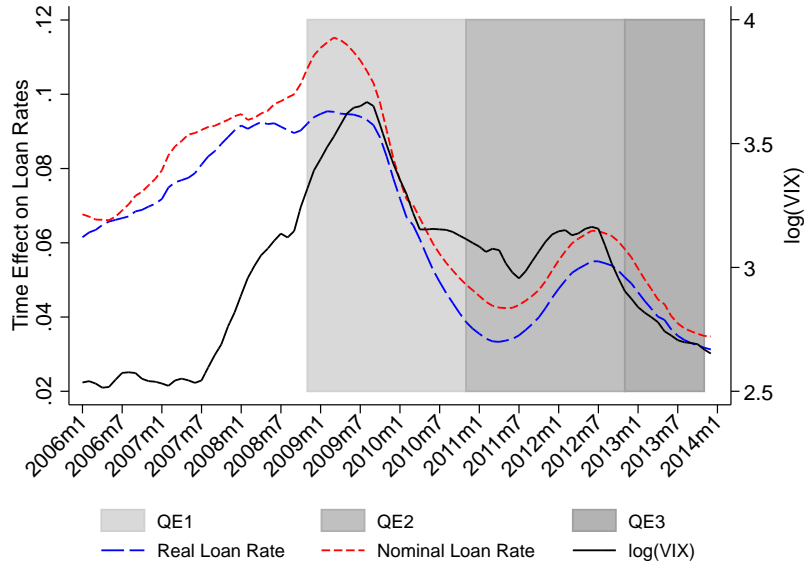 Time Effect on Loan Rates
.12
.1
.08
.06
.04
.02
4
3.5
3
2.5
log(VIX)
2006m1
2006m7
2007m1
2007m7
2008m1
2008m7
2009m1
2009m7
2010m1
2010m7
2011m1
2011m7
2012m1
2012m7
2013m1
2013m7
2014m1
QE1 QE2 QE3
Real Loan Rate Nominal Loan Rate log(VIX)